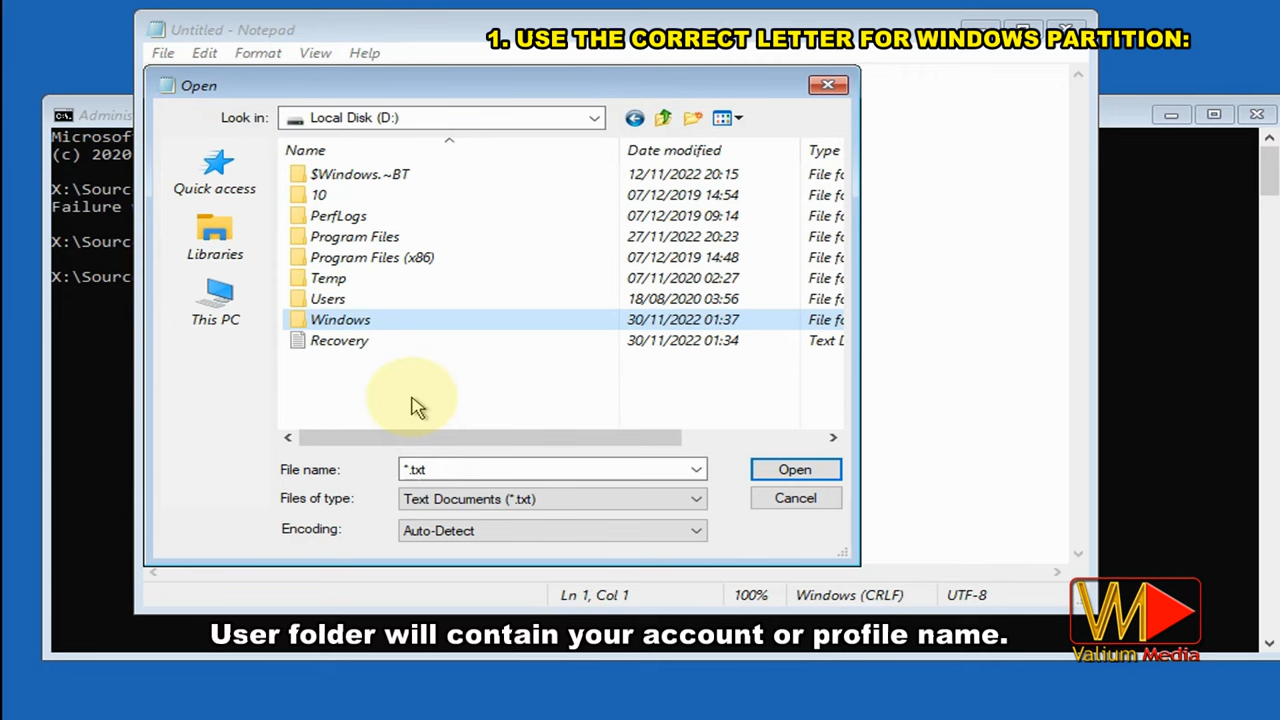 Untitled - Notepad
1. USE THE CORRECT LETTER FOR WINDOWS PARTITION:
File Edit Format View Help
Open
Adminis
Look in: Local Disk (D:)
Microsof
(c) 2020
Name Date modified Type
$Windows.~BT 12/11/2022 20:15 File fo
10 07/12/2019 14:54 File fo
PerfLogs 07/12/2019 09:14 File fo
Program Files 27/11/2022 20:23 File fo
Program Files (x86) 07/12/2019 14:48 File fo
Temp 07/11/2020 02:27 File fo
Users 18/08/2020 03:56 File fo
Windows 30/11/2022 01:37 File fo
Recovery 30/11/2022 01:34 Text D
Quick access
Libraries
This PC
X:\Sourc
Failure
X:\Sourc
X:\Sourc
File name: *.txt Open
Files of type: Text Documents (*.txt) Cancel
Encoding: Auto-Detect
Ln 1, Col 1 100% Windows (CRLF) UTF-8
User folder will contain your account or profile name.
VM
Valium Media